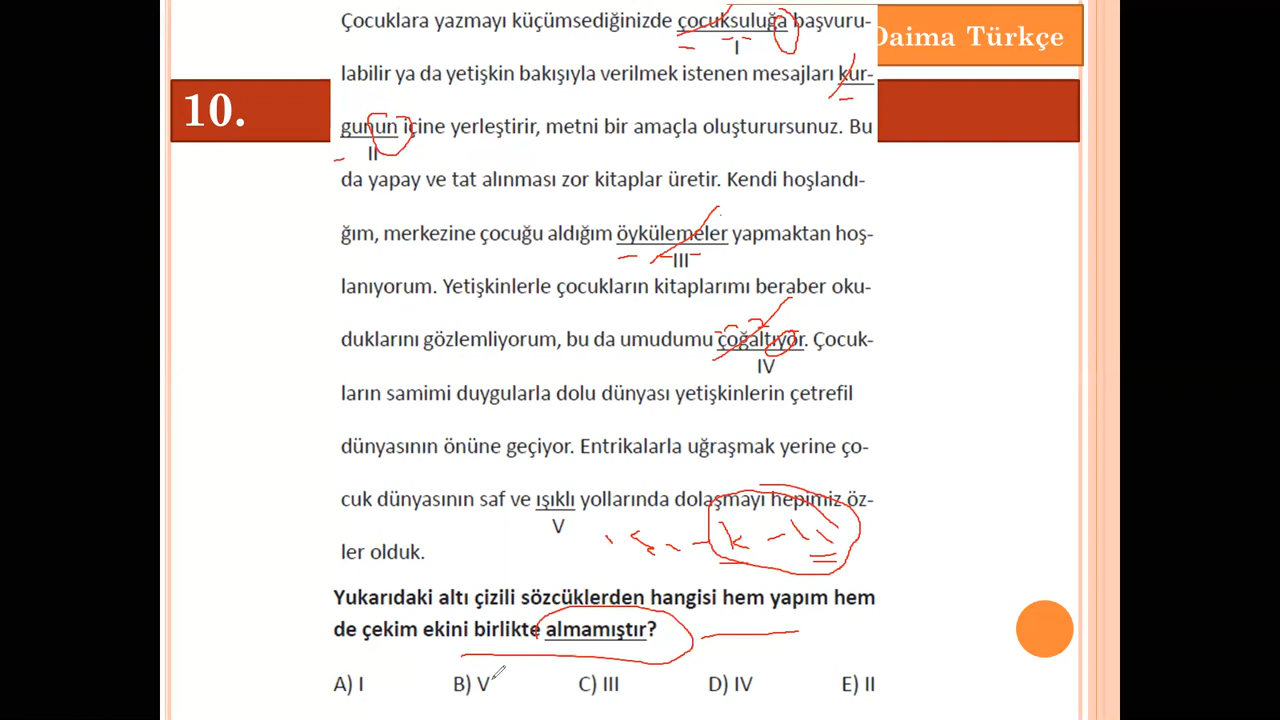 Çocuklara yazmayı küçümsediğinizde çocuksuluğa başvuru-
I
Daima Türkçe
labilir ya da yetişkin bakışıyla verilmek istenen mesajları kur-
10.
gunun içine yerleştirir, metni bir amaçla oluşturursunuz. Bu
II
da yapay ve tat alınması zor kitaplar üretir. Kendi hoşlandı-
ğım, merkezine çocuğu aldığım öykülemeler yapmaktan hoş-
III
lanıyorum. Yetişkinlerle çocukların kitaplarımı beraber oku-
duklarını gözlemliyorum, bu da umudumu çoğaltıyor. Çocuk-
IV
ların samimi duygularla dolu dünyası yetişkinlerin çetrefil
dünyasının önüne geçiyor. Entrikalarla uğraşmak yerine ço-
cuk dünyasının saf ve ışıklı yollarında dolaşmayı hepimiz öz-
V
ler olduk.
Yukarıdaki altı çizili sözcüklerden hangisi hem yapım hem
de çekim ekini birlikte almamıştır?
A) I B) V C) III D) IV E) II